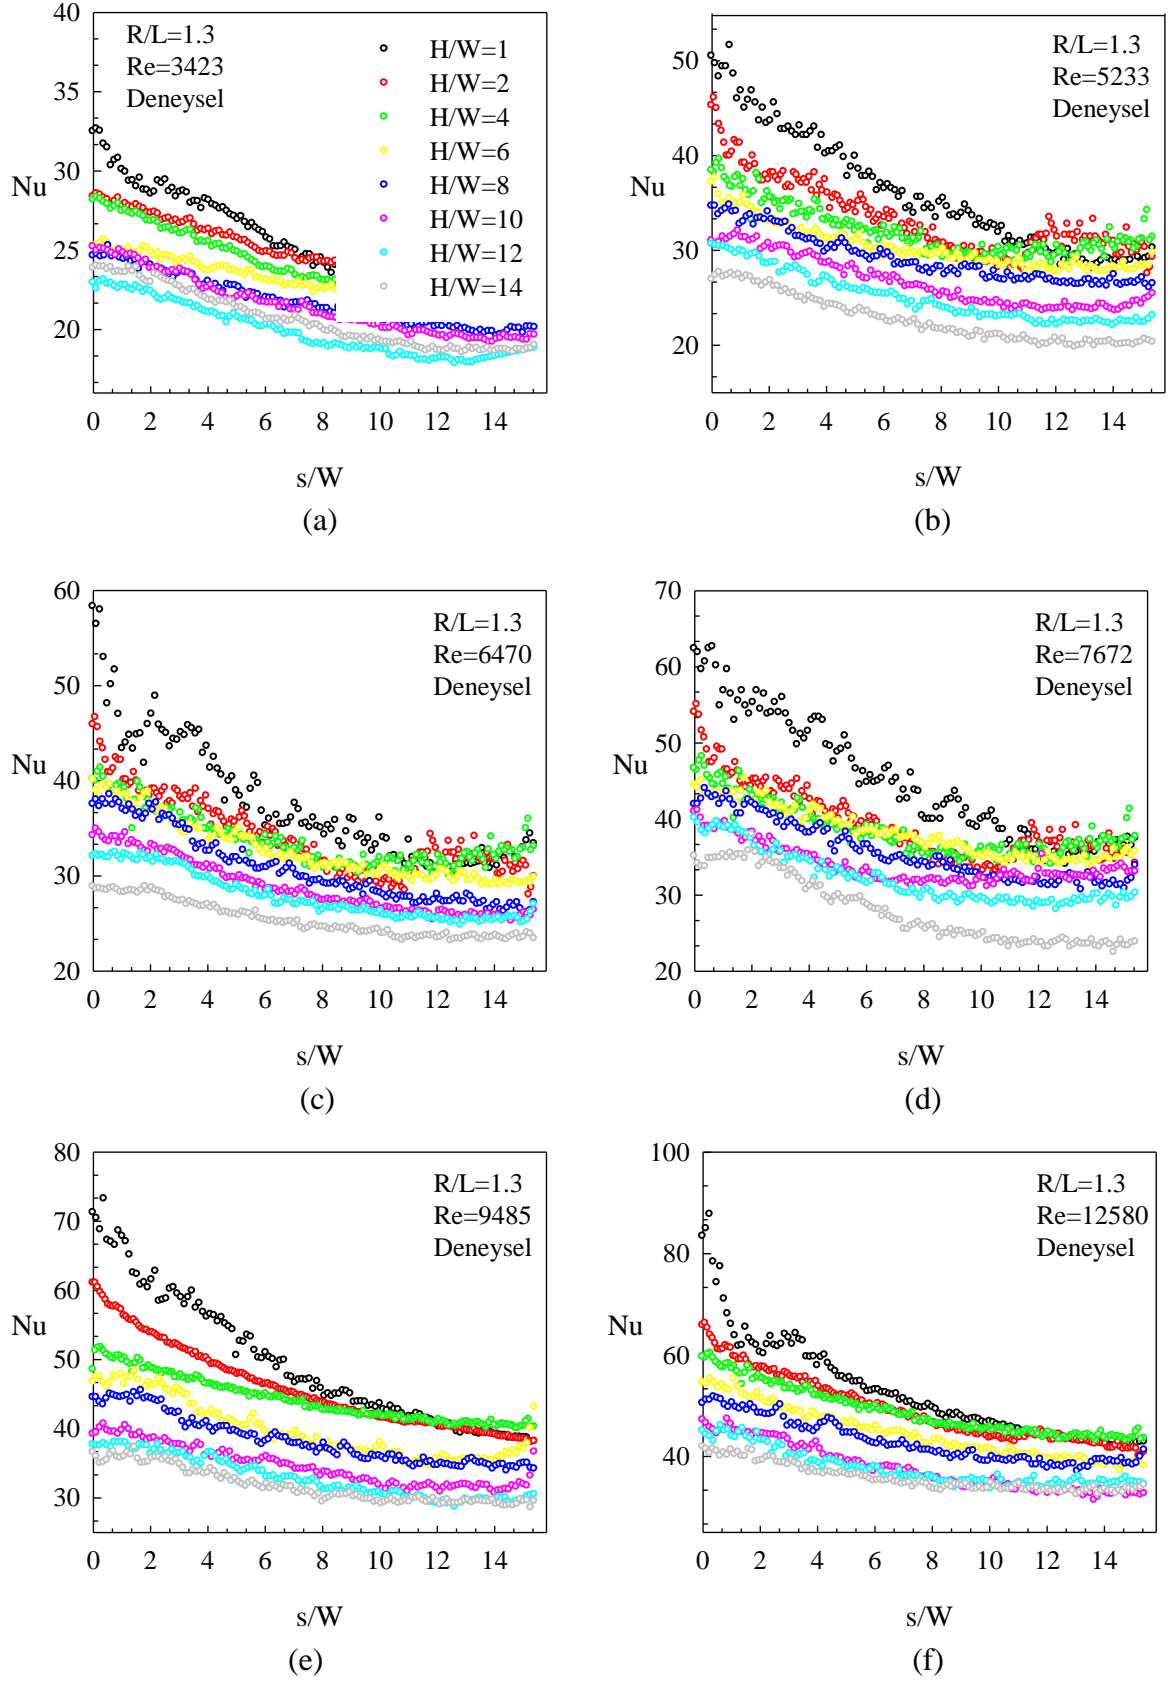 40
35
30
25
20
Nu
R/L=1.3
Re=3423
Deneysel
H/W=1
H/W=2
H/W=4
H/W=6
H/W=8
H/W=10
H/W=12
H/W=14
0 2 4 6 8 10 12 14
s/W
(a)
50
40
30
20
Nu
R/L=1.3
Re=5233
Deneysel
0 2 4 6 8 10 12 14
s/W
(b)
60
50
40
30
20
Nu
R/L=1.3
Re=6470
Deneysel
0 2 4 6 8 10 12 14
s/W
(c)
70
60
50
40
30
20
Nu
R/L=1.3
Re=7672
Deneysel
0 2 4 6 8 10 12 14
s/W
(d)
80
70
60
50
40
30
Nu
R/L=1.3
Re=9485
Deneysel
0 2 4 6 8 10 12 14
s/W
(e)
100
80
60
40
Nu
R/L=1.3
Re=12580
Deneysel
0 2 4 6 8 10 12 14
s/W
(f)